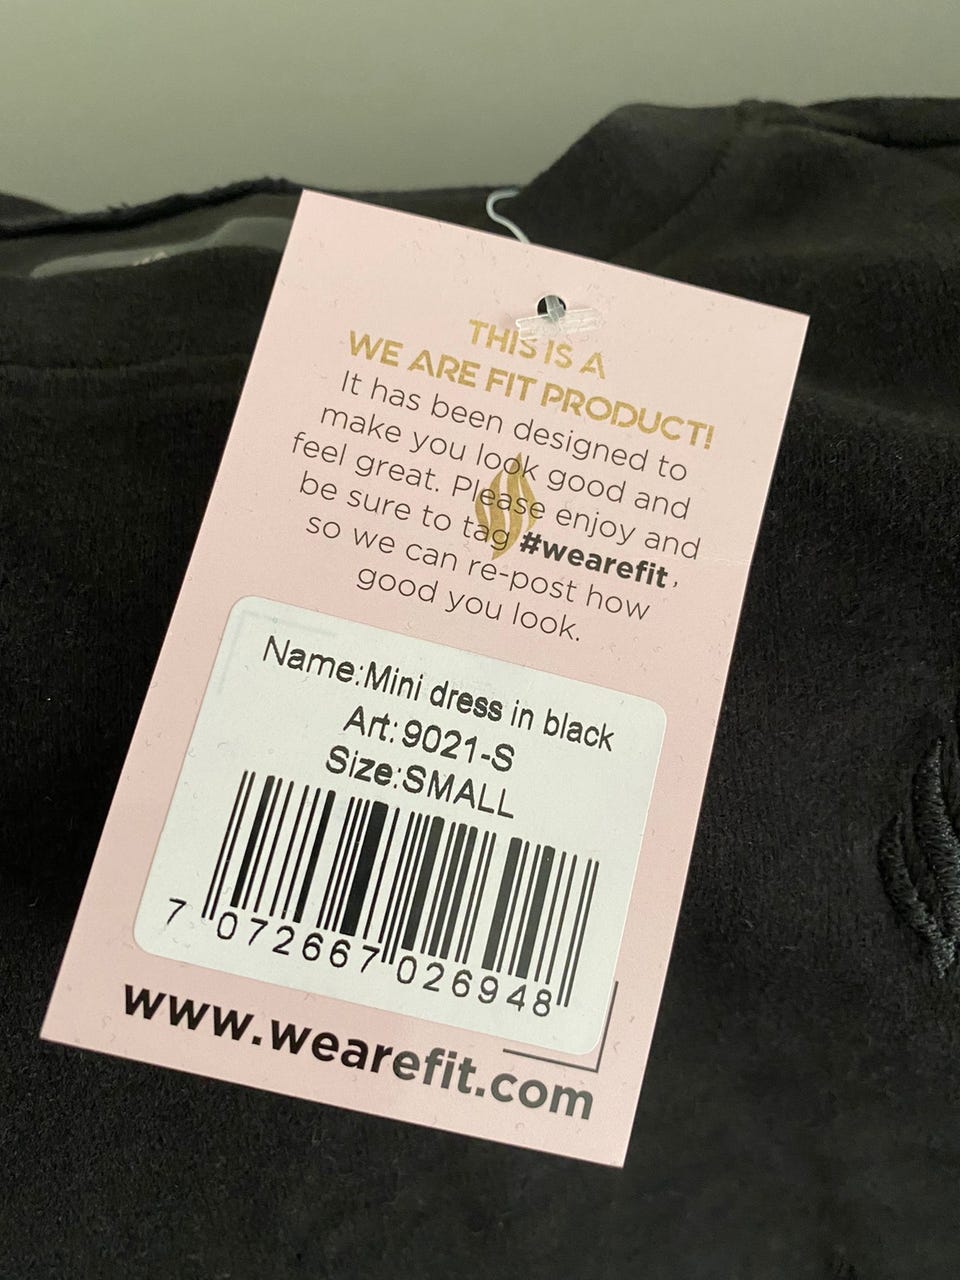 THIS IS A
WE ARE FIT PRODUCT!
It has been designed to
make you look good and
feel great. Please enjoy and
be sure to tag #wearefit,
so we can re-post how
good you look.
Name:Mini dress in black
Art: 9021-S
Size:SMALL
7 072667 026948
www.wearefit.com